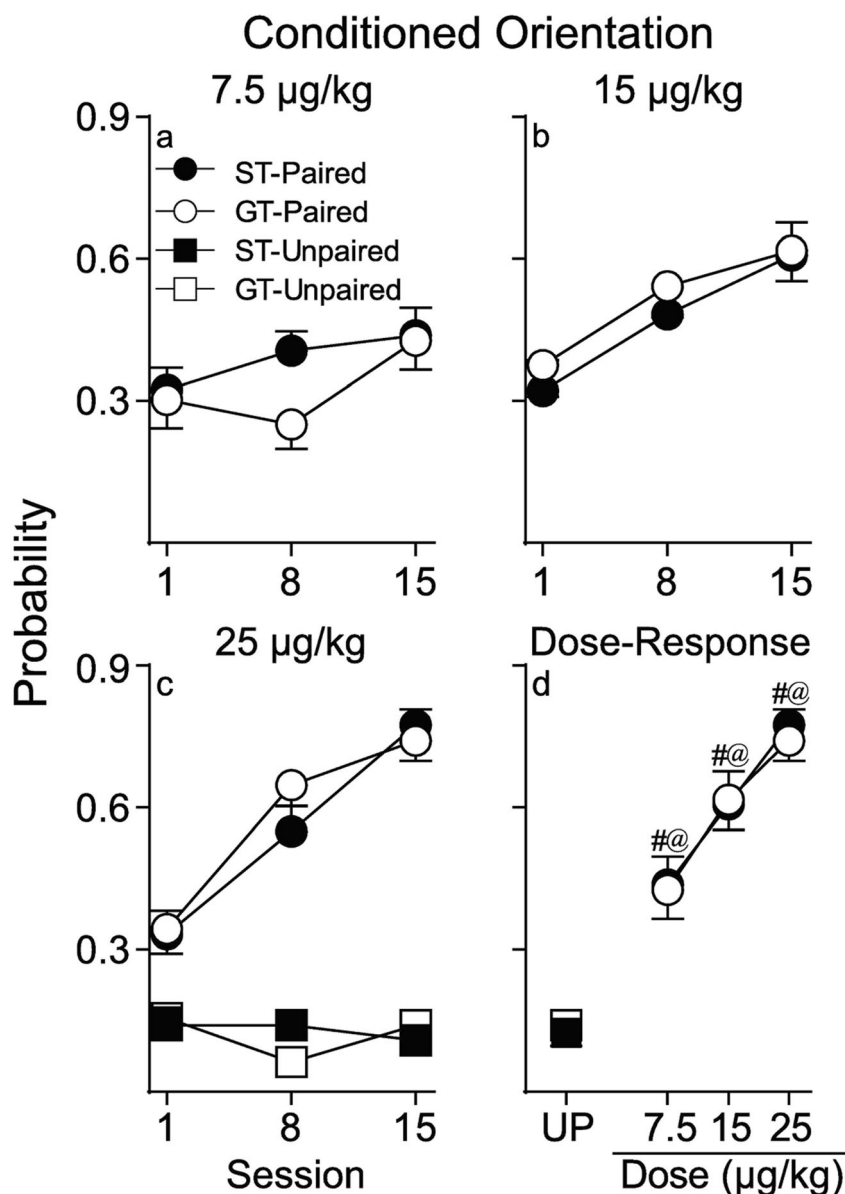 Conditioned Orientation
7.5 µg/kg
15 µg/kg
0.9
a
b
ST-Paired
GT-Paired
ST-Unpaired
GT-Unpaired
0.6
0.3
1
8
15
1
8
15
Probability
25 µg/kg
Dose-Response
0.9
c
d
#@
#@
#@
0.6
0.3
1
8
15
UP
7.5
15
25
Session
Dose (µg/kg)